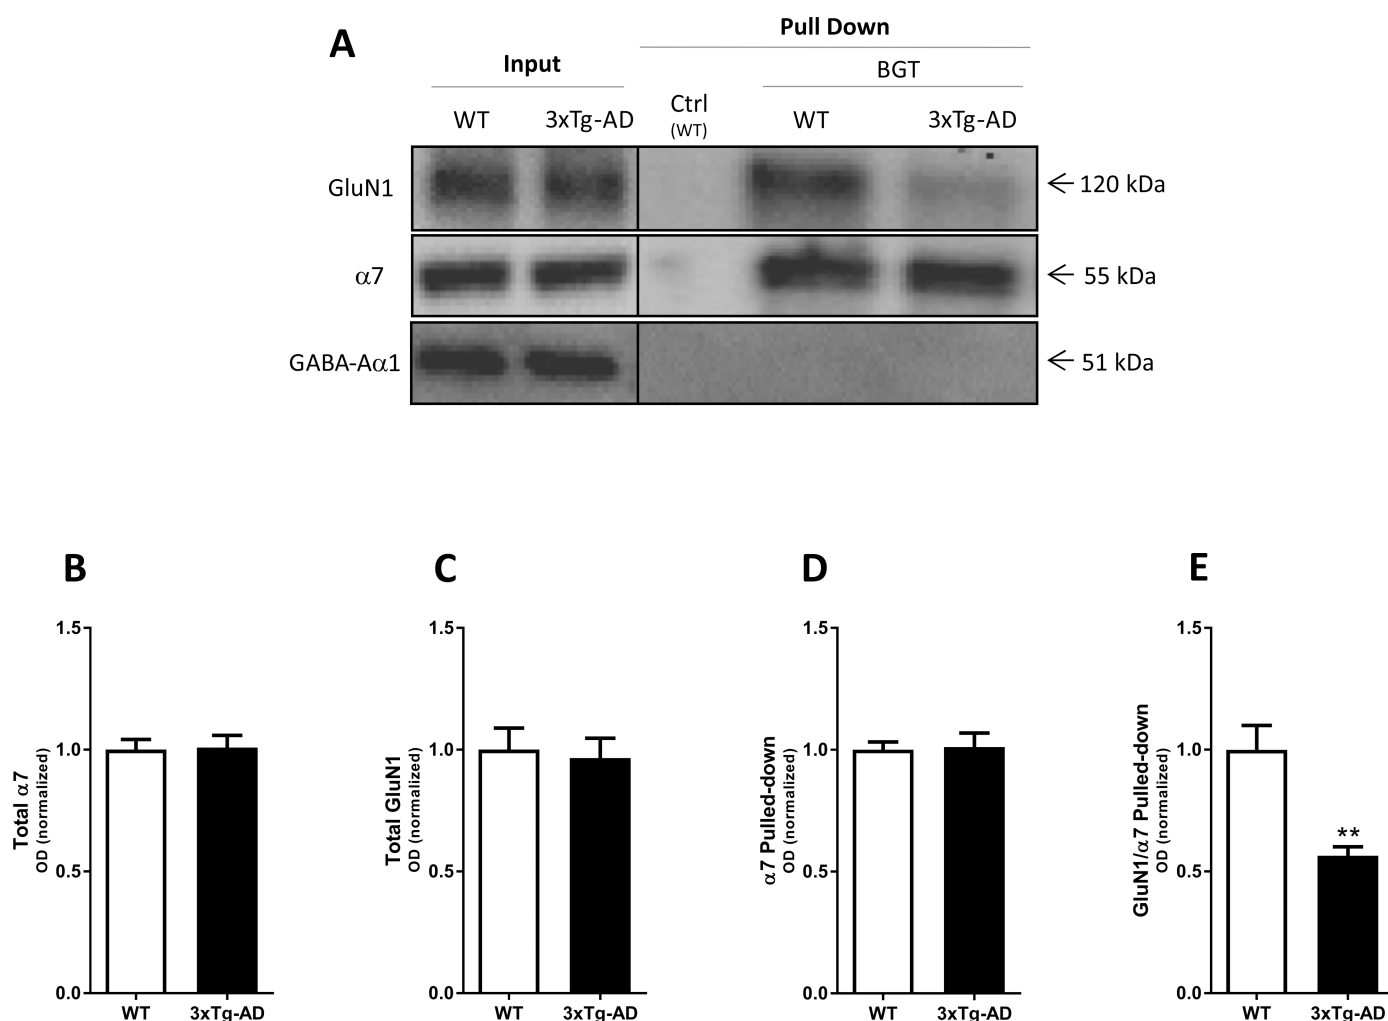 A
Pull Down
Input
BGT
WT
3xTg-AD
Ctrl
(WT)
WT
3xTg-AD
GluN1
120 kDa
α7
55 kDa
GABA-Aα1
51 kDa
B
Total α7
OD (normalized)
1.5
1.0
0.5
0.0
WT
3xTg-AD
C
Total GluN1
OD (normalized)
1.5
1.0
0.5
0.0
WT
3xTg-AD
D
α7 Pulled-down
OD (normalized)
1.5
1.0
0.5
0.0
WT
3xTg-AD
E
GluN1/α7 Pulled-down
OD (normalized)
1.5
1.0
0.5
0.0
**
WT
3xTg-AD